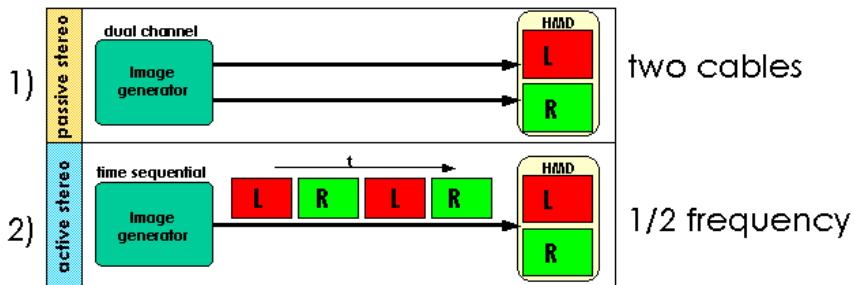 1)
passive stereo
dual channel
Image
generator
HMD
L
R
two cables
2)
active stereo
time sequential
t
L R L R
Image
generator
HMD
L
R
1/2 frequency